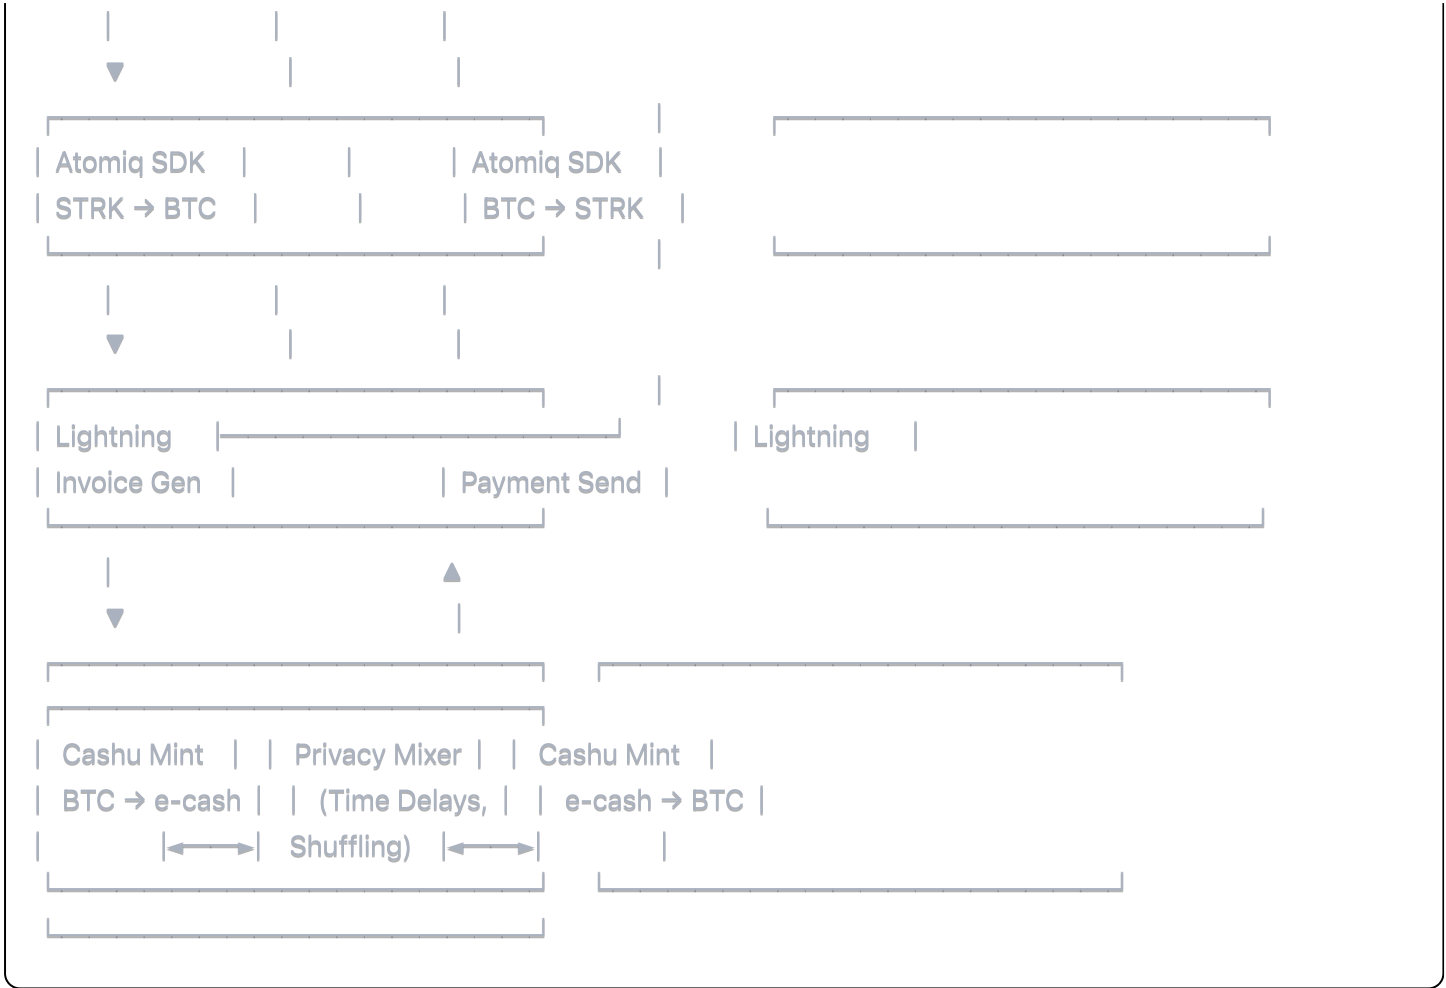 Atomiq SDK Atomiq SDK
STRK → BTC BTC → STRK
Lightning Lightning
Invoice Gen Payment Send
Cashu Mint Privacy Mixer Cashu Mint
BTC → e-cash (Time Delays, e-cash → BTC
Shuffling)